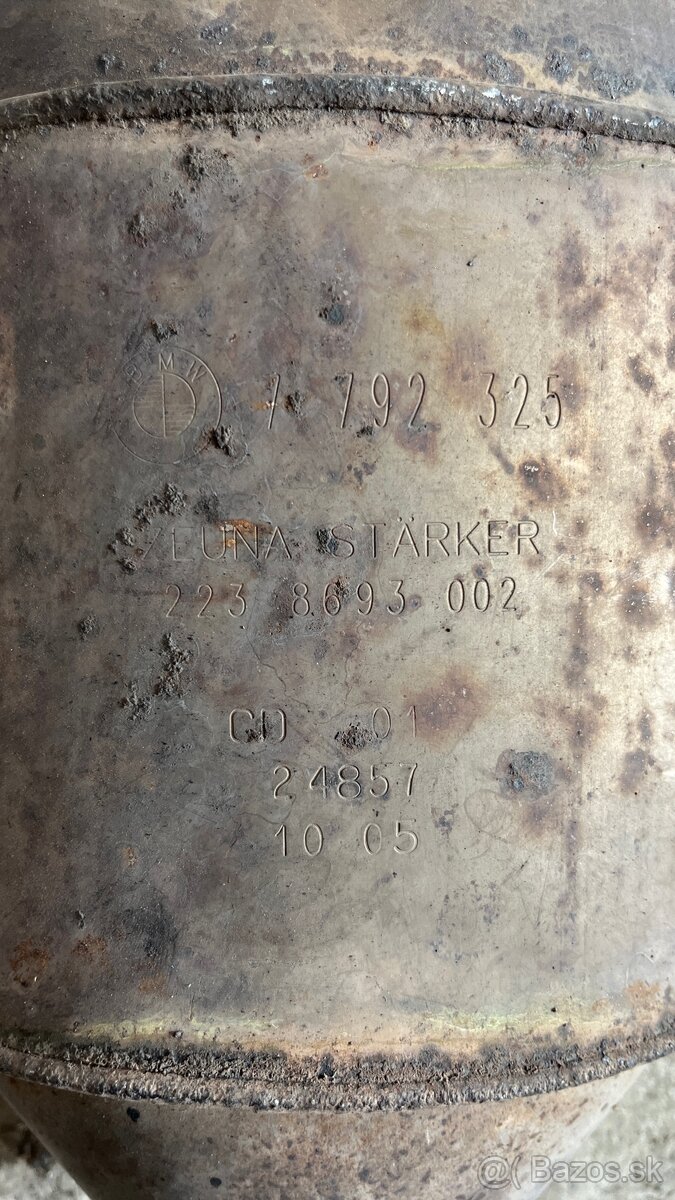 BMW 7 792 325
ZEUNA STÄRKER
223 8693 002
CD 01
24857
10 05
@( Bazos.sk